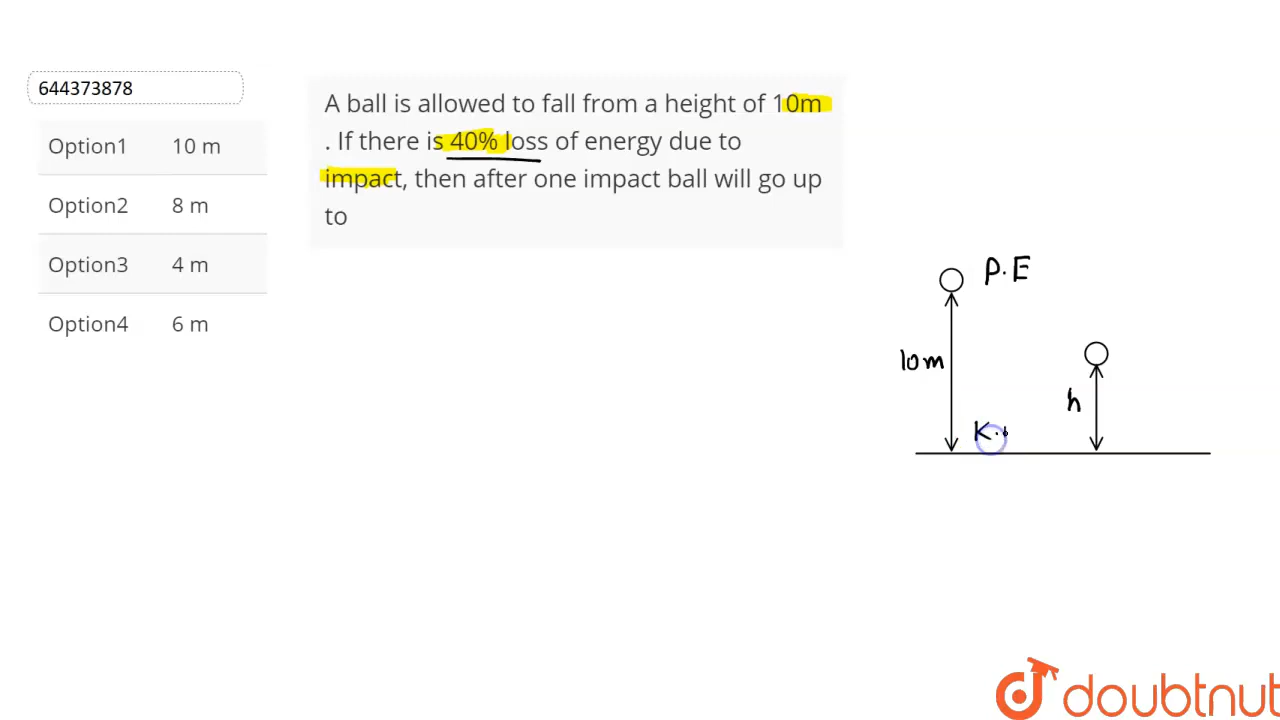 644373878
Option1 10 m
Option2 8 m
Option3 4 m
Option4 6 m
A ball is allowed to fall from a height of 10m
. If there is 40% loss of energy due to
impact, then after one impact ball will go up
to
P.E
10m
h
K.
doubtnut